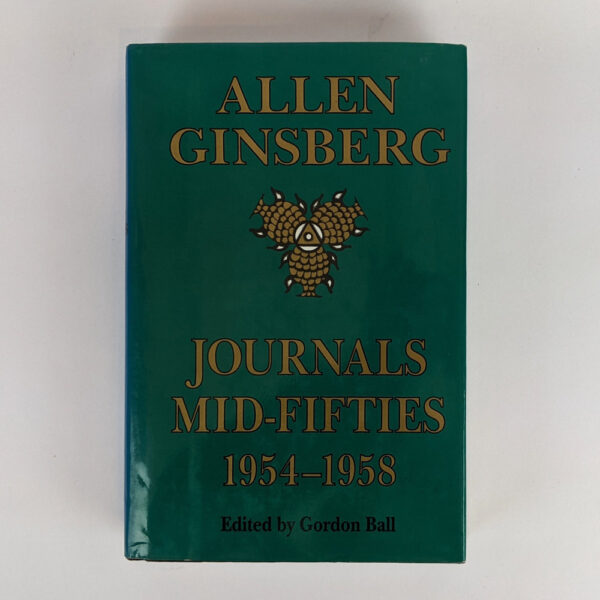 ALLEN
GINSBERG
JOURNALS
MID-FIFTIES
1954–1958
Edited by Gordon Ball